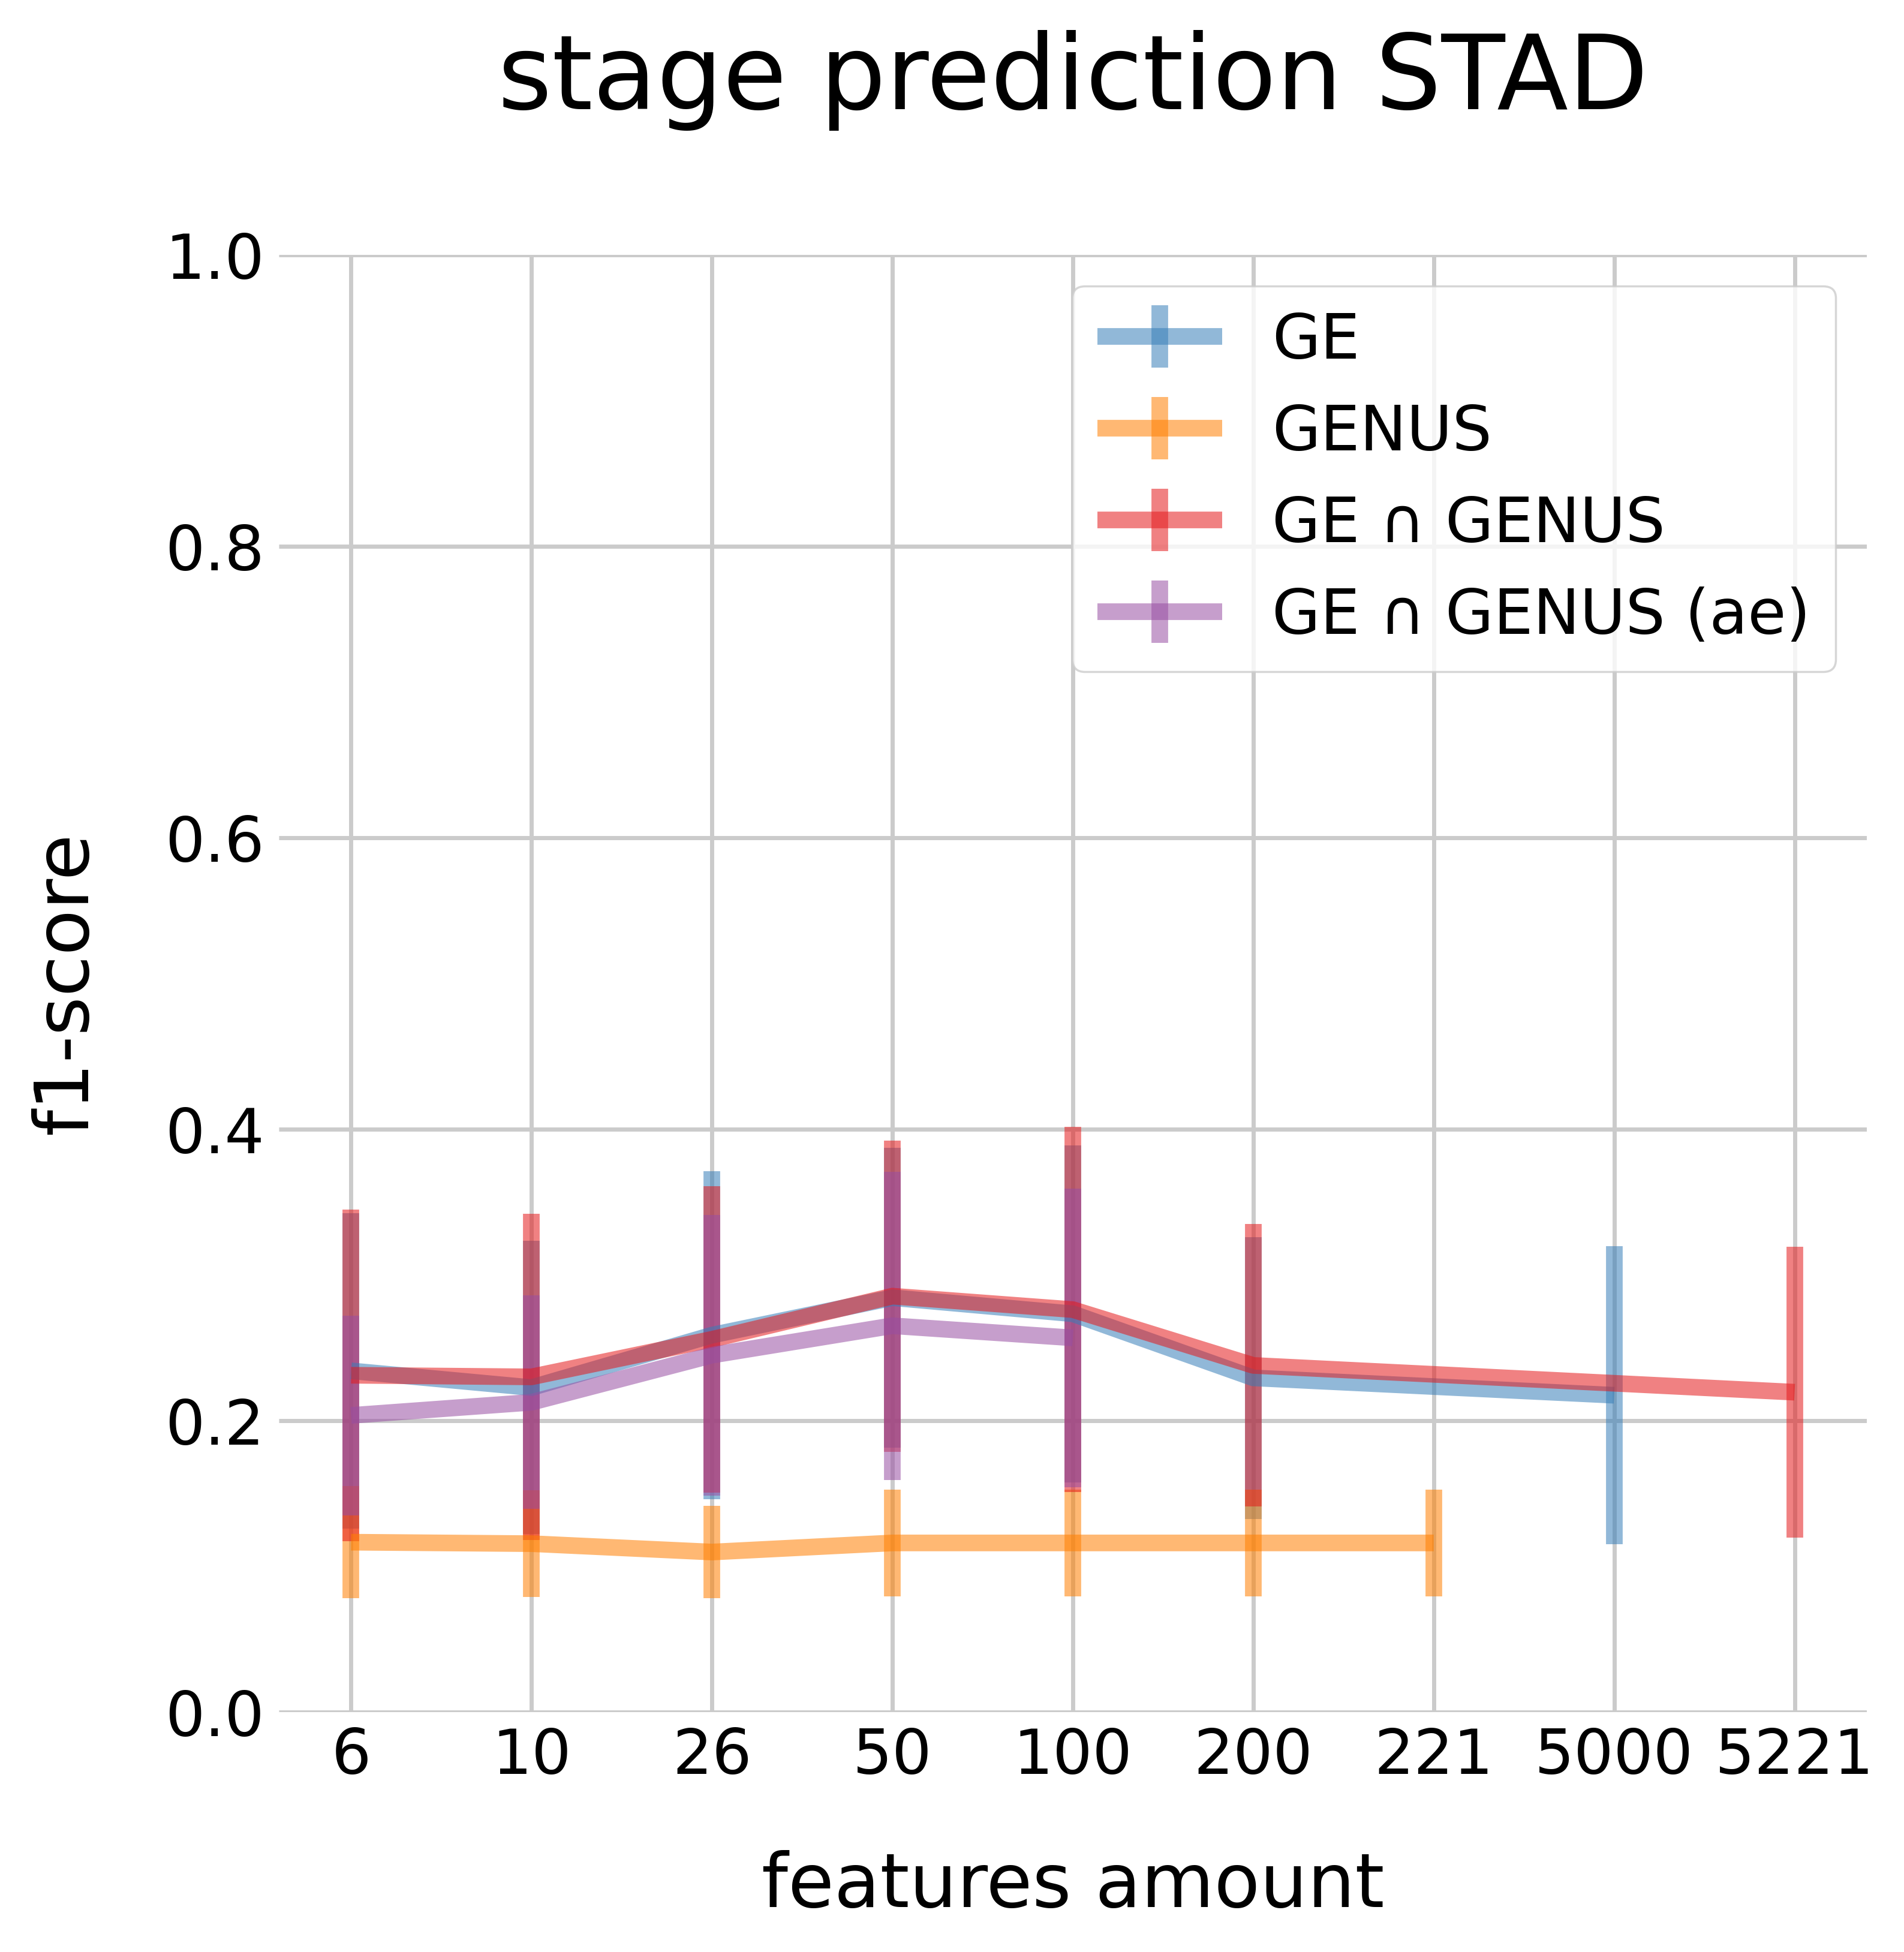 stage prediction STAD
1.0
0.8
0.6
0.4
0.2
0.0
f1-score
GE
GENUS
GE ∩ GENUS
GE ∩ GENUS (ae)
6 10 26 50 100 200 221 5000 5221
features amount